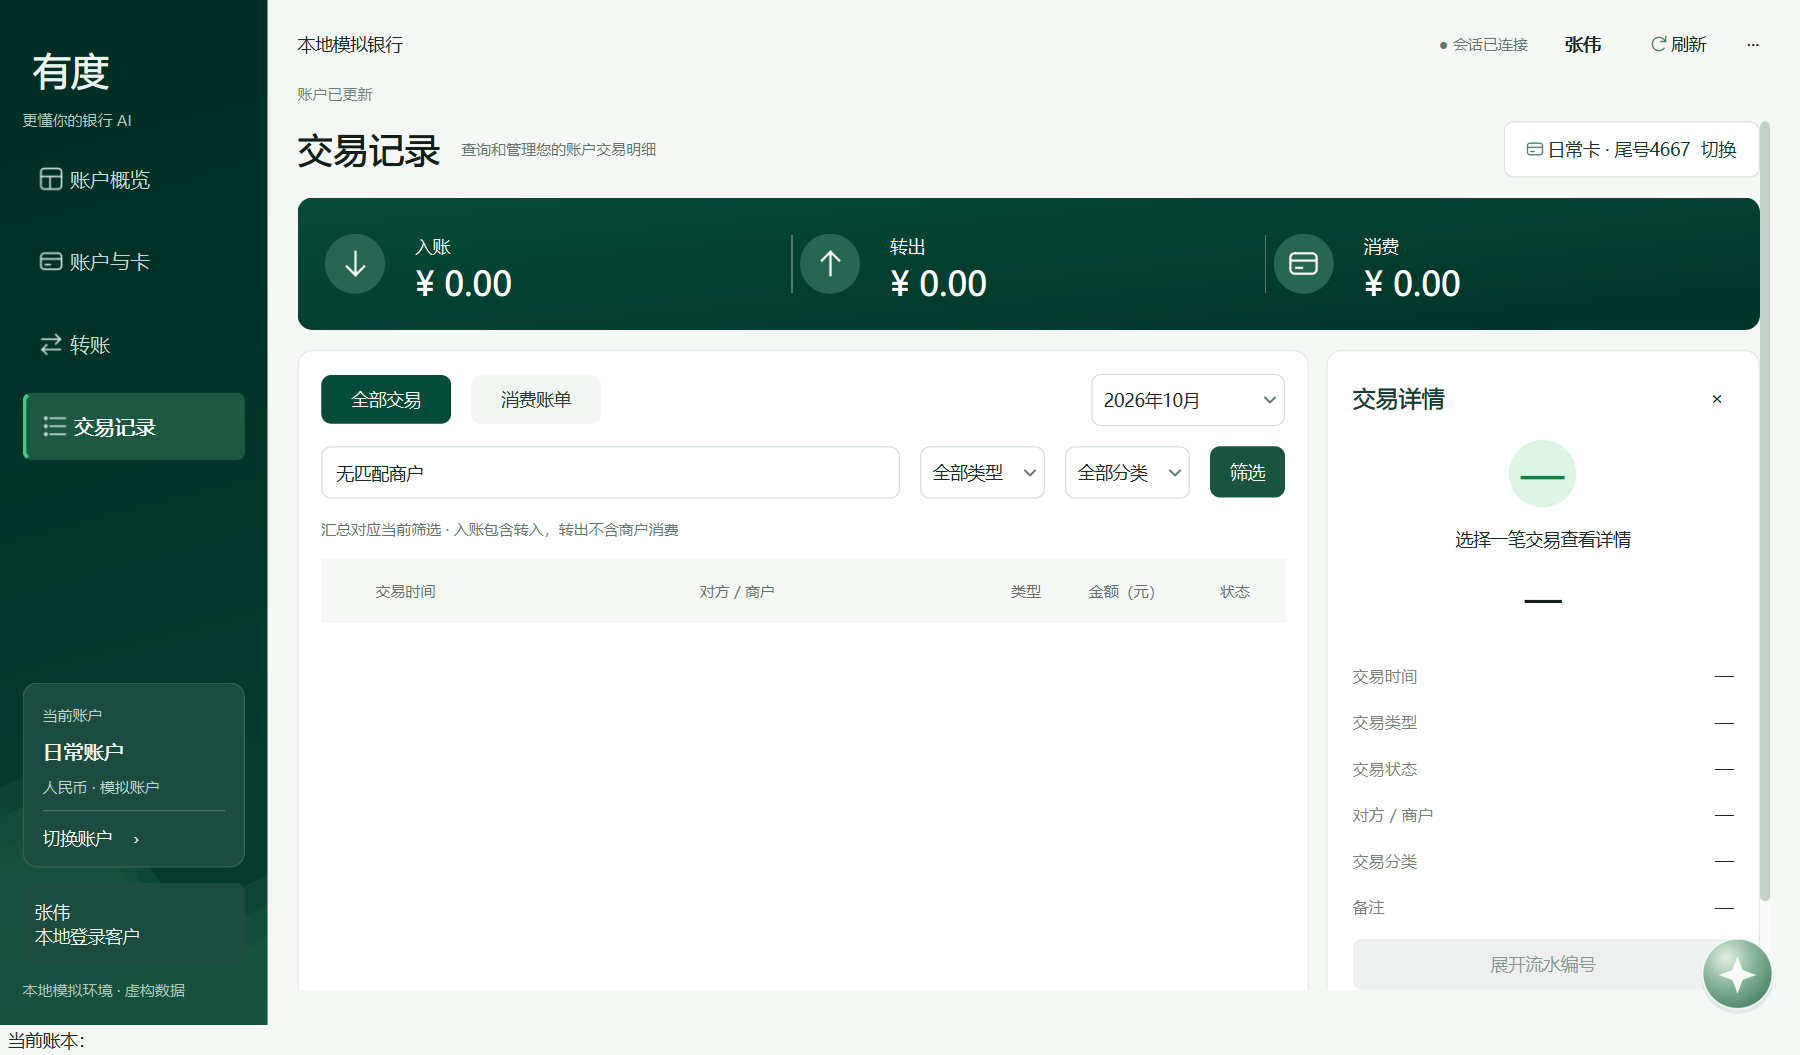 有度
更懂你的银行 AI
账户概览
账户与卡
转账
交易记录
当前账户
日常账户
人民币 · 模拟账户
切换账户 ›
张伟
本地登录客户
本地模拟环境 · 虚构数据
当前账本：
本地模拟银行
● 会话已连接
张伟
刷新
···
账户已更新
交易记录
查询和管理您的账户交易明细
日常卡 · 尾号4667 切换
入账
¥ 0.00
转出
¥ 0.00
消费
¥ 0.00
全部交易
消费账单
2026年10月
无匹配商户
全部类型
全部分类
筛选
汇总对应当前筛选 · 入账包含转入，转出不含商户消费
交易时间 对方 / 商户 类型 金额（元） 状态
交易详情
×
—
选择一笔交易查看详情
—
交易时间 —
交易类型 —
交易状态 —
对方 / 商户 —
交易分类 —
备注 —
展开流水编号